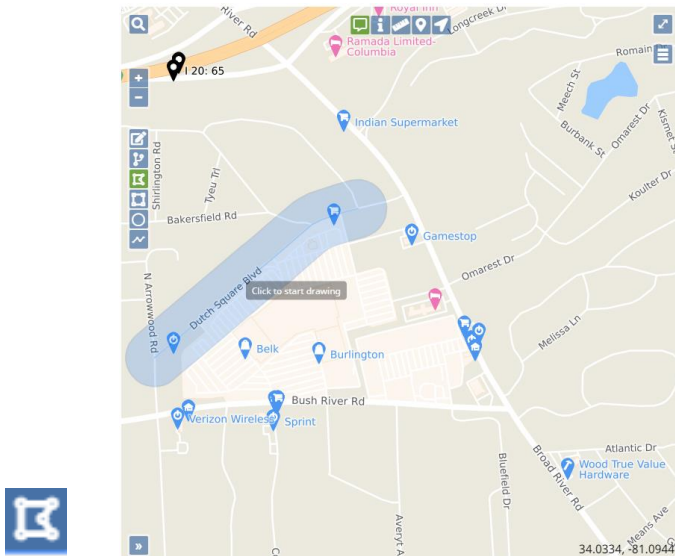 Royal Inn
River Rd
Longcreek Dr
Ramada Limited-
Columbia
Romain Dr
I 20: 65
Meech St
Burbank St
Omarest Dr
Kismet St
Indian Supermarket
Shirlington Rd
Tyeu Trl
Koulter Dr
Bakersfield Rd
Gamestop
Omarest Dr
N Arrowwood Rd
Dutch Square Blvd
Click to start drawing
Melissa Ln
Belk
Burlington
Bush River Rd
Verizon Wireless
Sprint
Broad River Rd
Atlantic Dr
Wood True Value
Hardware
Bluefield Dr
Means Ave
Averyt A
34.0334, -81.0944